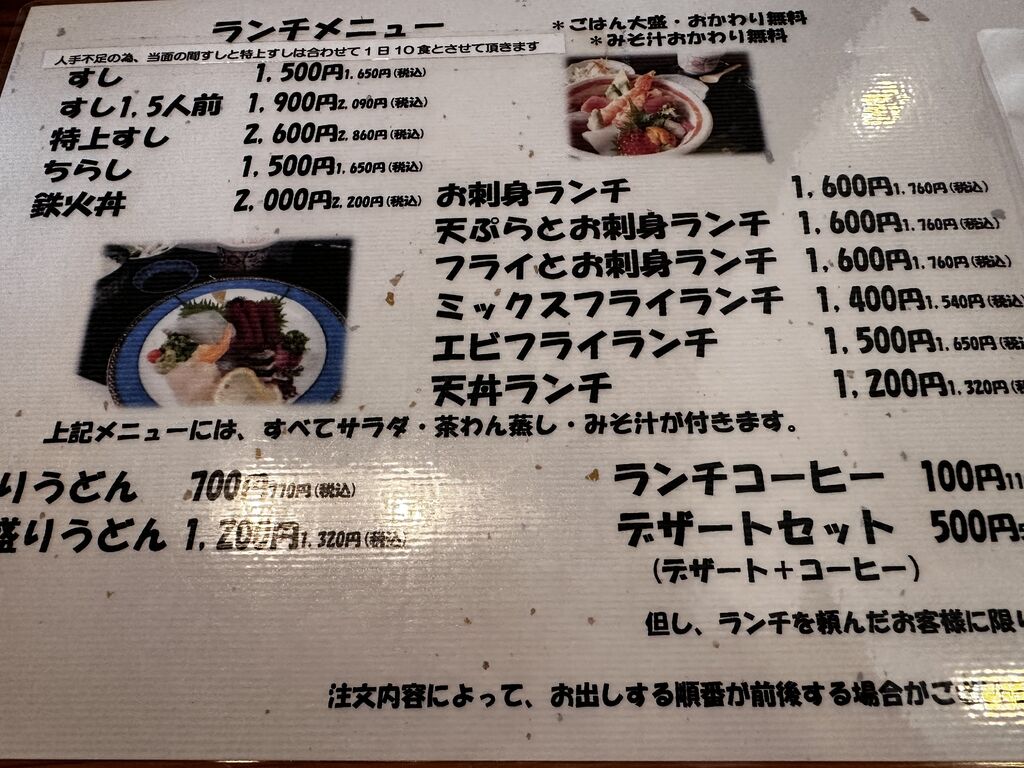 ランチメニュー
＊ごはん大盛・おかわり無料
＊みそ汁おかわり無料
人手不足の為、当面の間すしと特上すしは合わせて1日10食とさせて頂きます
すし 1,500円1,650円(税込)
すし1,5人前 1,900円2,090円(税込)
特上すし 2,600円2,860円(税込)
ちらし 1,500円1,650円(税込)
鉄火丼 2,000円2,200円(税込)
お刺身ランチ 1,600円1,760円(税込)
天ぷらとお刺身ランチ 1,600円1,760円(税込)
フライとお刺身ランチ 1,600円1,760円(税込)
ミックスフライランチ 1,400円1,540円(税込)
エビフライランチ 1,500円1,650円(税込
天丼ランチ 1,200円1,320円(税
上記メニューには、すべてサラダ・茶わん蒸し・みそ汁が付きます。
りうどん 700円770円(税込)
盛りうどん 1,200円1,320円(税込)
ランチコーヒー 100円11
デザートセット 500円
(デザート＋コーヒー)
但し、ランチを頼んだお客様に限り
注文内容によって、お出しする順番が前後する場合がござ